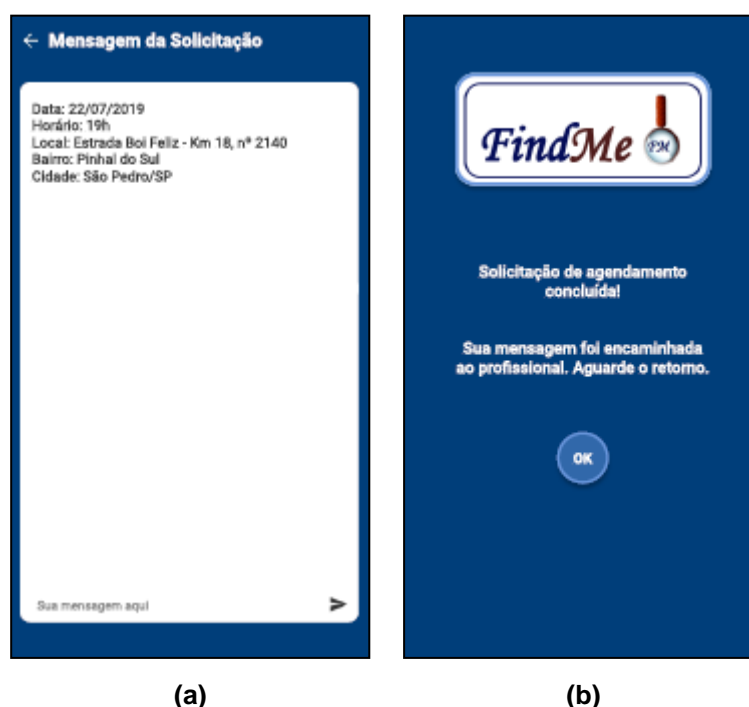 ← Mensagem da Solicitação
Data: 22/07/2019
Horário: 19h
Local: Estrada Boi Feliz - Km 18, nº 2140
Bairro: Pinhal do Sul
Cidade: São Pedro/SP
Sua mensagem aqui
(a)
FindMe
FM
Solicitação de agendamento
concluída!
Sua mensagem foi encaminhada
ao profissional. Aguarde o retorno.
OK
(b)